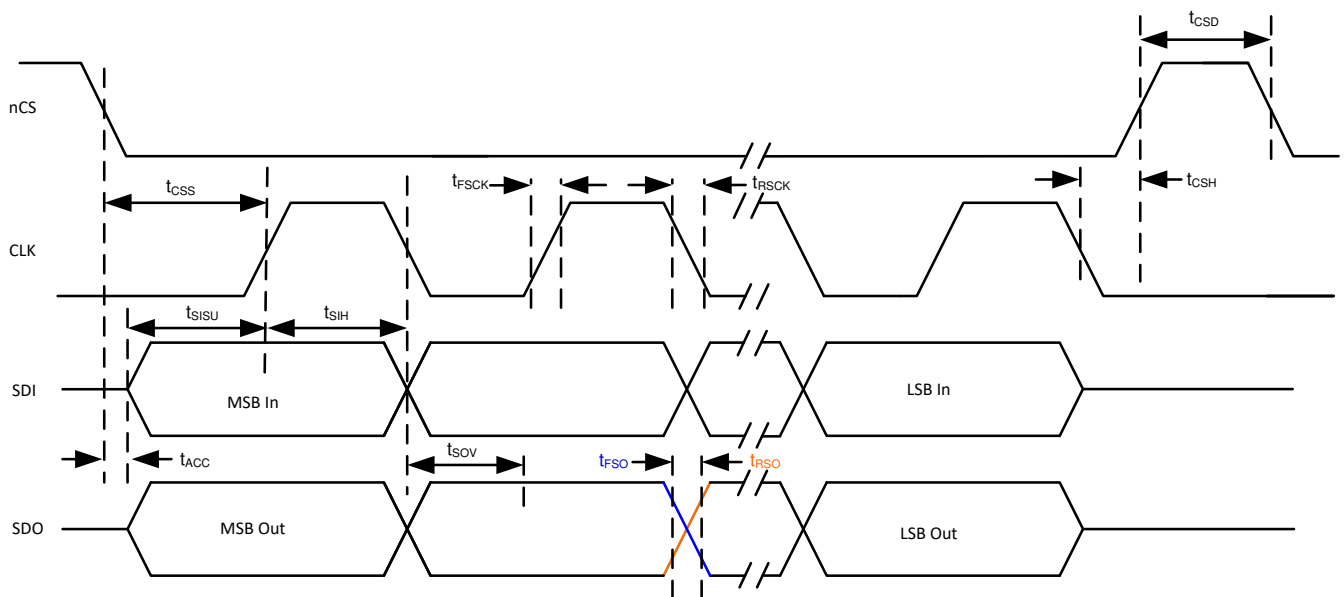 tCSD
nCS
tCSS
tFSCK
tRSCK
tCSH
CLK
tSISU
tSIH
SDI
MSB In
LSB In
tACC
tSOV
tFSO
tRSO
SDO
MSB Out
LSB Out